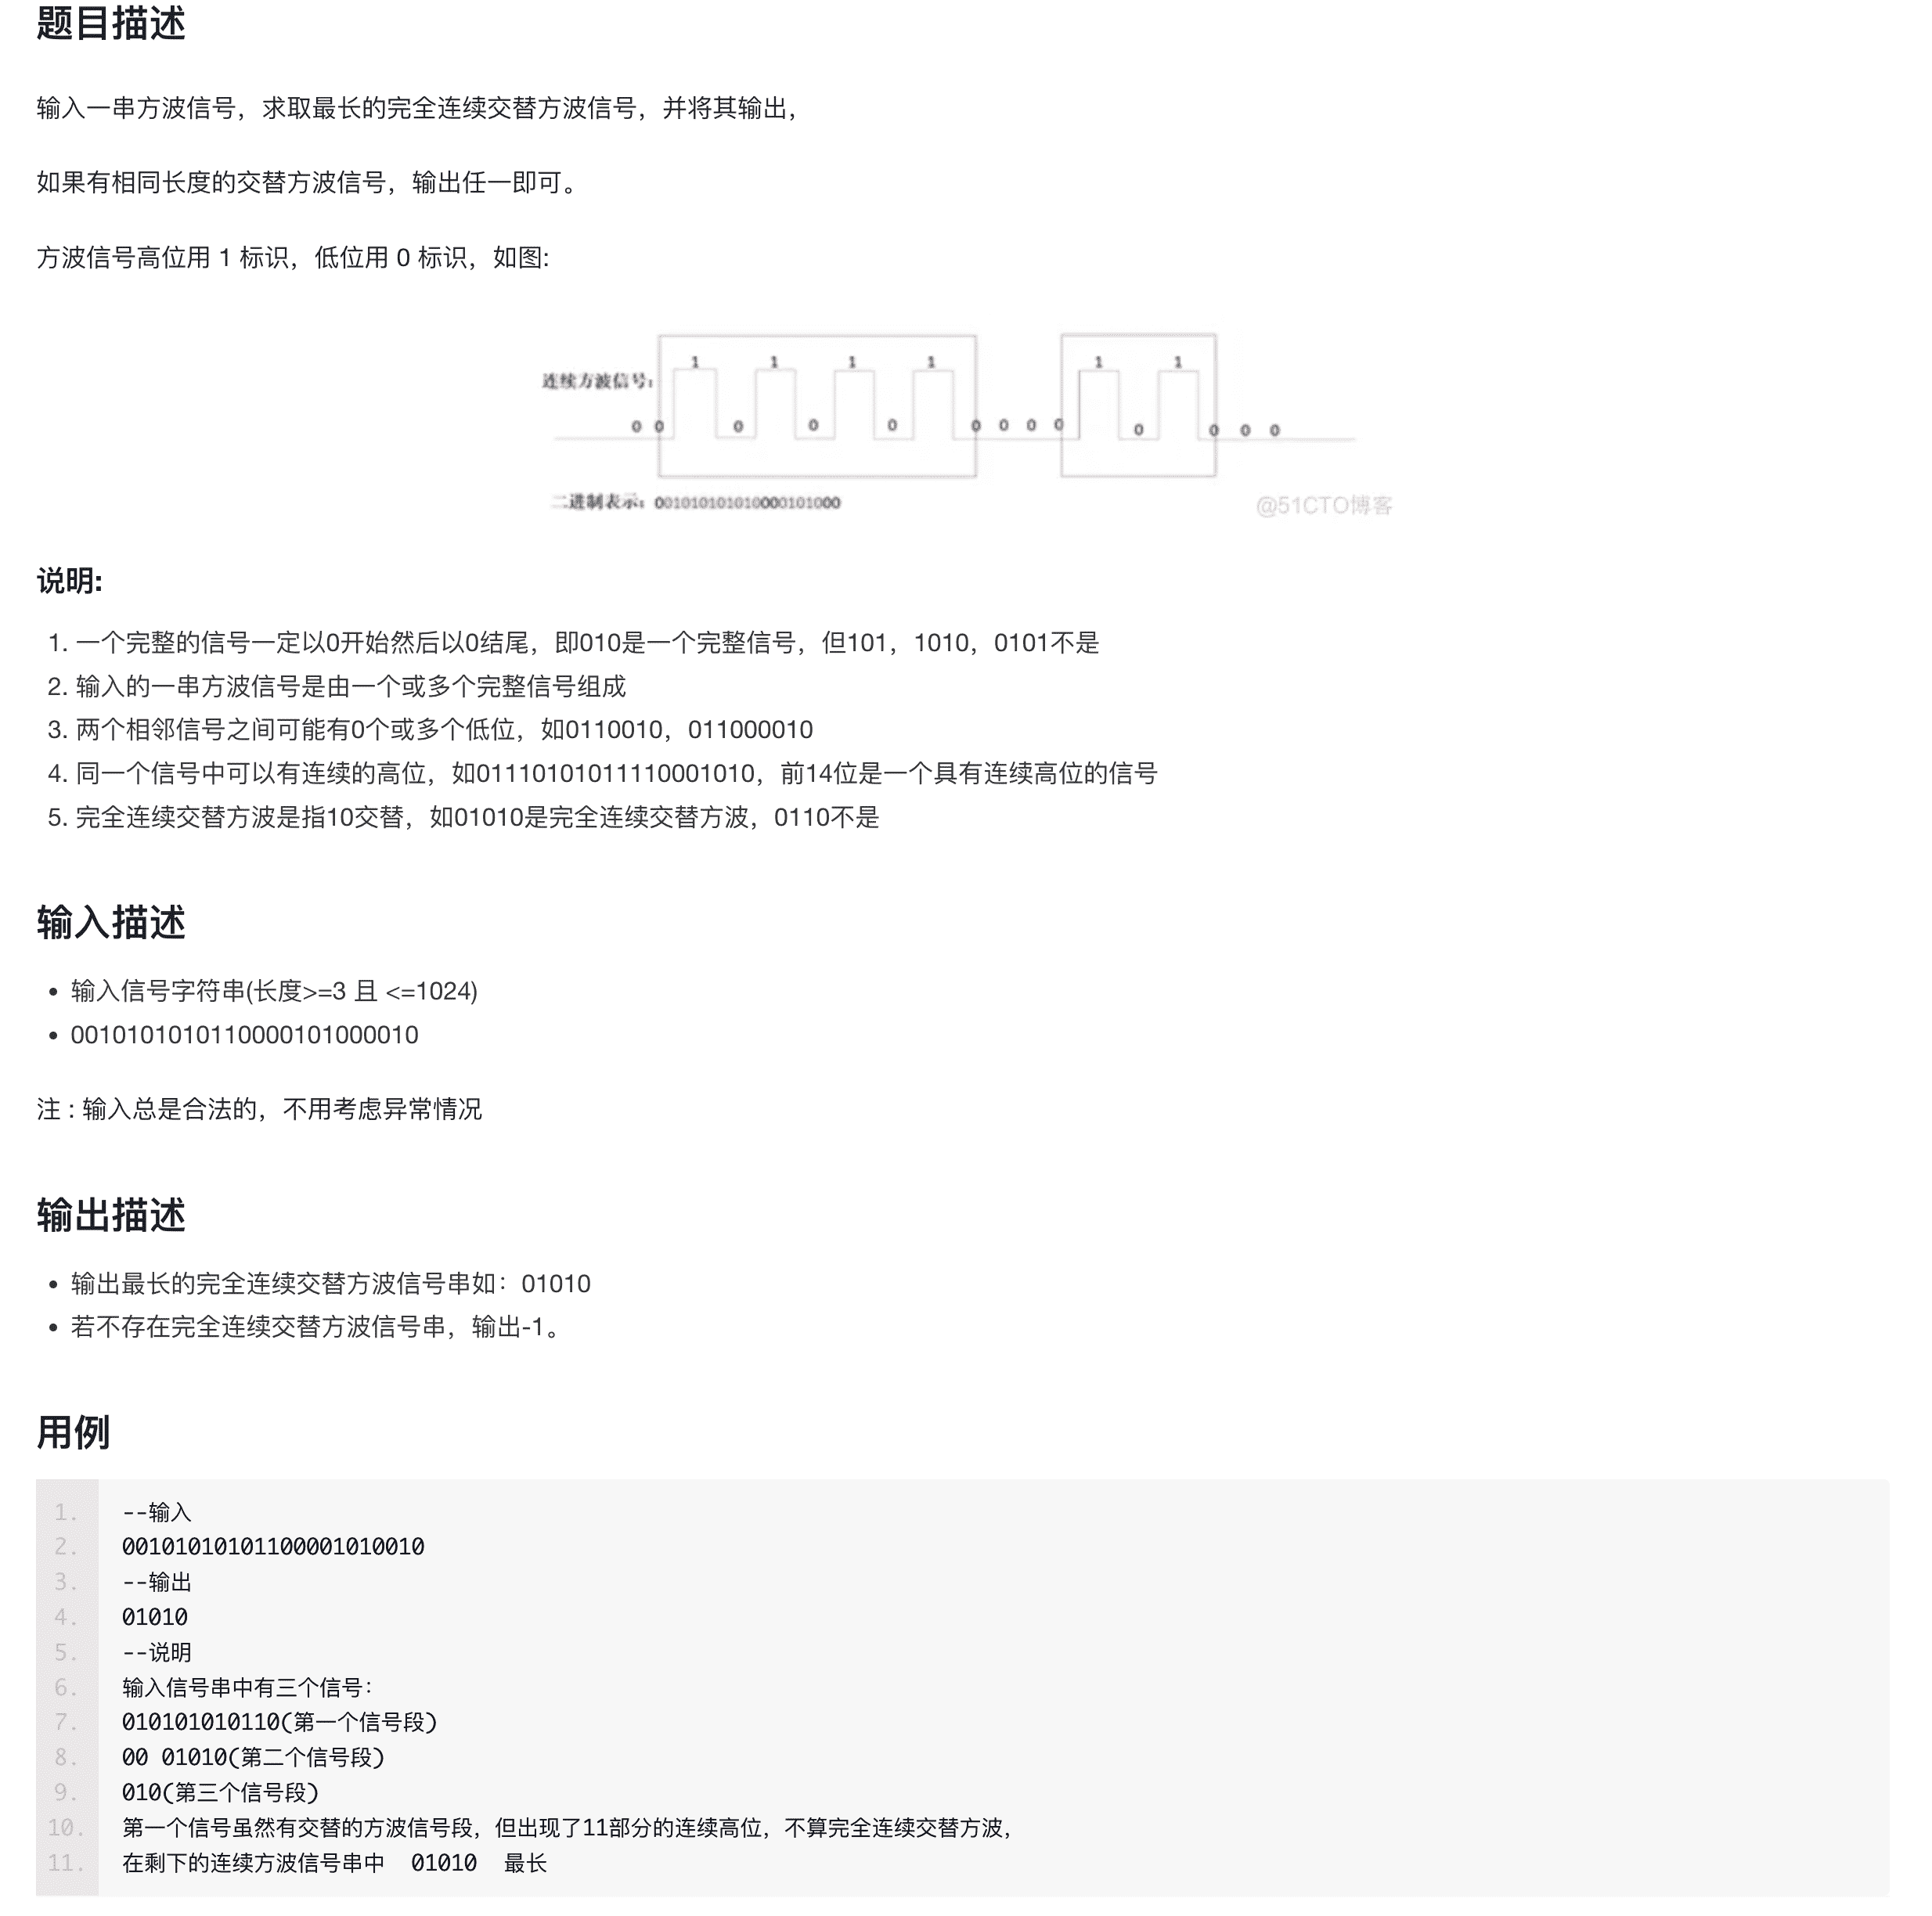 题目描述
输入一串方波信号，求取最长的完全连续交替方波信号，并将其输出，
如果有相同长度的交替方波信号，输出任一即可。
方波信号高位用 1 标识，低位用 0 标识，如图:
1 1 1 1 1 1
连续方波信号:
0 0 0 0 0 0 0 0 0 0 0 0 0
二进制表示: 001010101010000101000
@51CTO博客
说明:
1. 一个完整的信号一定以0开始然后以0结尾，即010是一个完整信号，但101，1010，0101不是
2. 输入的一串方波信号是由一个或多个完整信号组成
3. 两个相邻信号之间可能有0个或多个低位，如0110010，011000010
4. 同一个信号中可以有连续的高位，如01110101011110001010，前14位是一个具有连续高位的信号
5. 完全连续交替方波是指10交替，如01010是完全连续交替方波，0110不是
输入描述
• 输入信号字符串(长度>=3 且 <=1024)
• 0010101010110000101000010
注 : 输入总是合法的，不用考虑异常情况
输出描述
• 输出最长的完全连续交替方波信号串如：01010
• 若不存在完全连续交替方波信号串，输出-1。
用例
1. --输入
2. 00101010101100001010010
3. --输出
4. 01010
5. --说明
6. 输入信号串中有三个信号：
7. 010101010110(第一个信号段)
8. 00 01010(第二个信号段)
9. 010(第三个信号段)
10. 第一个信号虽然有交替的方波信号段，但出现了11部分的连续高位，不算完全连续交替方波，
11. 在剩下的连续方波信号串中  01010  最长